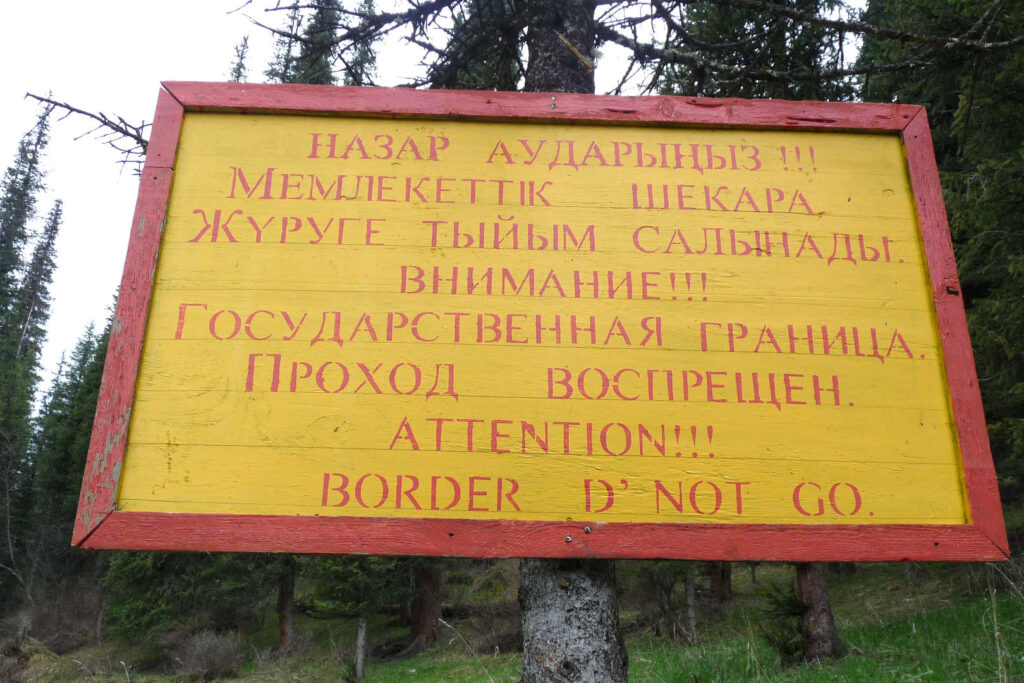 НАЗАР АУДАРЫҢЫЗ !!!
МЕМЛЕКЕТТІК ШЕКАРА
ЖҮРУГЕ ТЫЙЫМ САЛЫНАДЫ.
ВНИМАНИЕ!!!
ГОСУДАРСТВЕННАЯ ГРАНИЦА.
ПРОХОД ВОСПРЕЩЕН.
ATTENTION!!!
BORDER D' NOT GO.